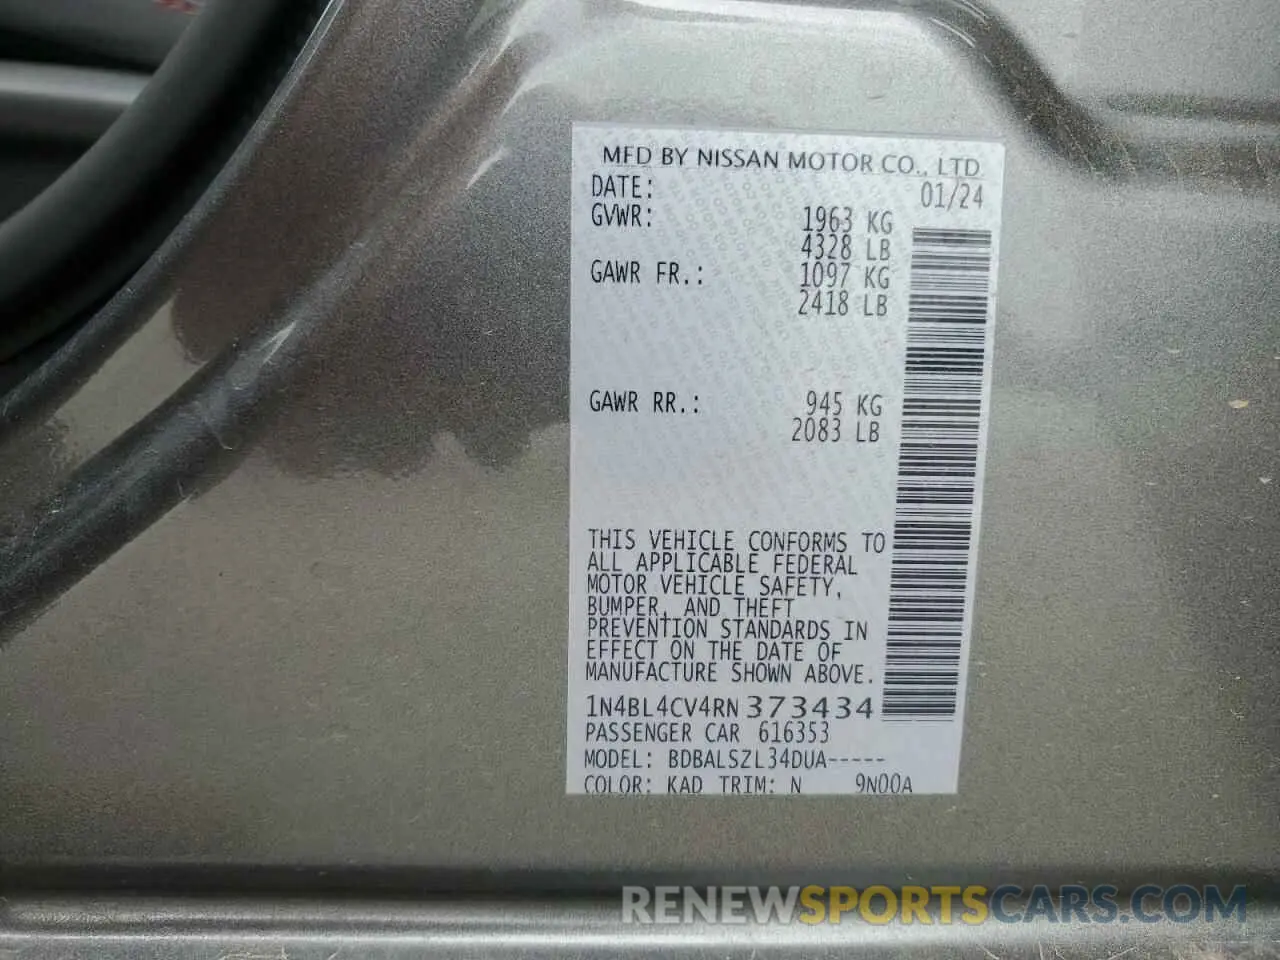 MFD BY NISSAN MOTOR CO., LTD
DATE: 01/24
GVWR: 1963 KG
4328 LB
GAWR FR.: 1097 KG
2418 LB
GAWR RR.: 945 KG
2083 LB
THIS VEHICLE CONFORMS TO
ALL APPLICABLE FEDERAL
MOTOR VEHICLE SAFETY,
BUMPER, AND THEFT
PREVENTION STANDARDS IN
EFFECT ON THE DATE OF
MANUFACTURE SHOWN ABOVE.
1N4BL4CV4RN373434
PASSENGER CAR 616353
MODEL: BDBALSZL34DUA-----
COLOR: KAD TRIM: N 9N00A
RENEWSPORTSCARS.COM